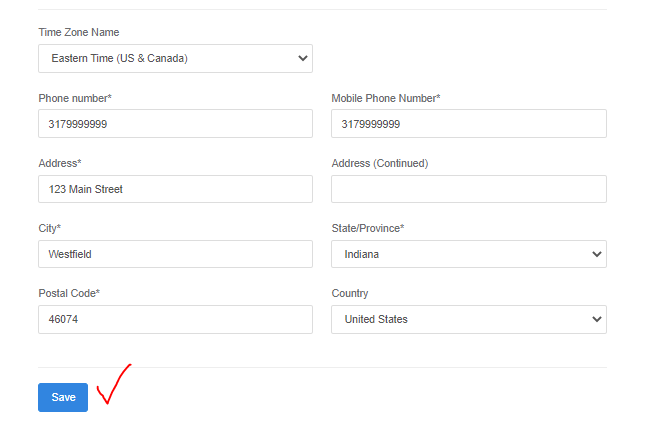 Time Zone Name
Eastern Time (US & Canada)
Phone number*
Mobile Phone Number*
3179999999
3179999999
Address*
Address (Continued)
123 Main Street
City*
State/Province*
Westfield
Indiana
Postal Code*
Country
46074
United States
Save